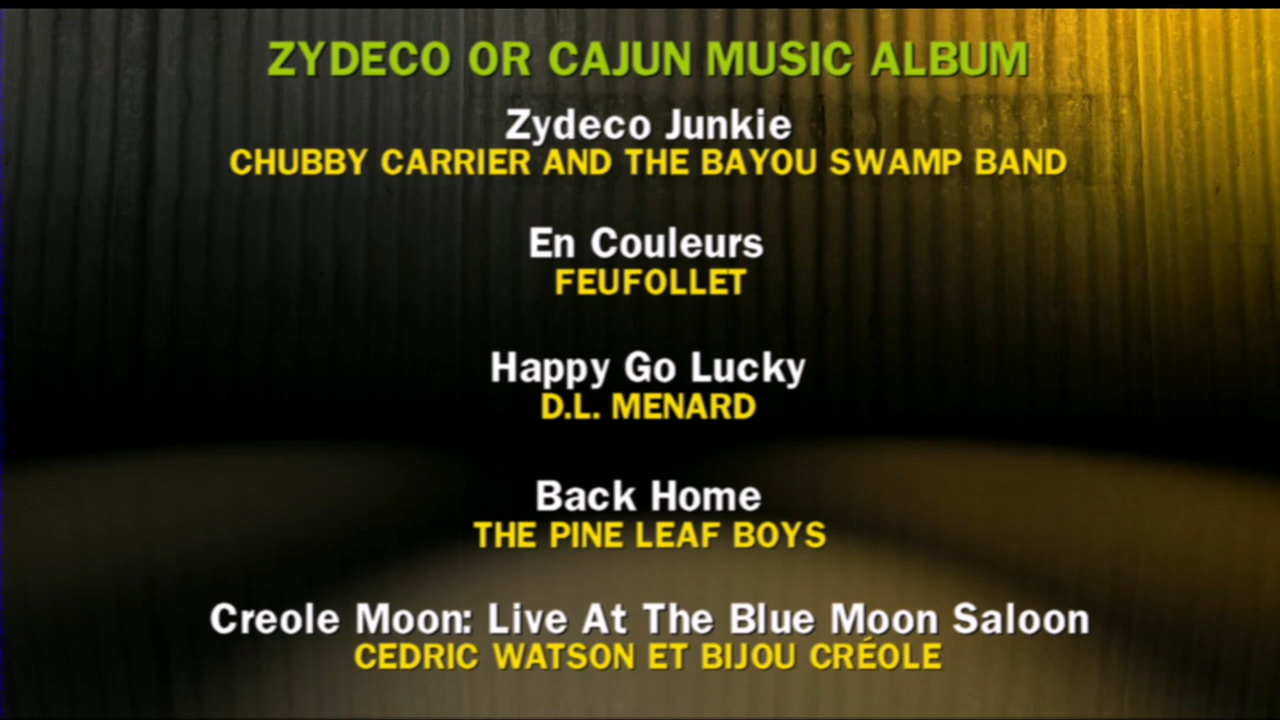 ZYDECO OR CAJUN MUSIC ALBUM
Zydeco Junkie
CHUBBY CARRIER AND THE BAYOU SWAMP BAND
En Couleurs
FEUFOLLET
Happy Go Lucky
D.L. MENARD
Back Home
THE PINE LEAF BOYS
Creole Moon: Live At The Blue Moon Saloon
CEDRIC WATSON ET BIJOU CRÉOLE